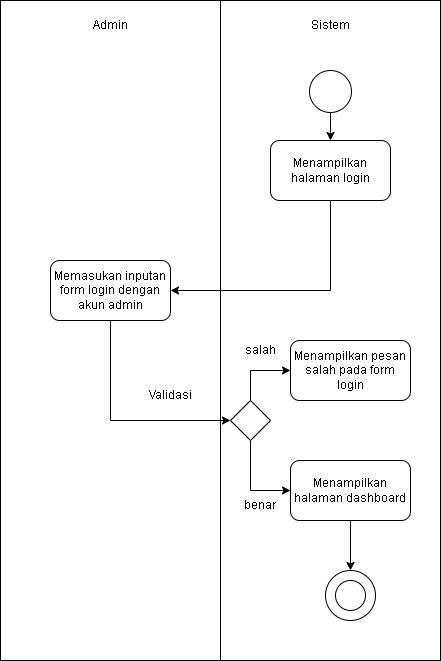 Admin
Sistem
Menampilkan
halaman login
Memasukan inputan
form login dengan
akun admin
salah
Menampilkan pesan
salah pada form
login
Validasi
Menampilkan
halaman dashboard
benar